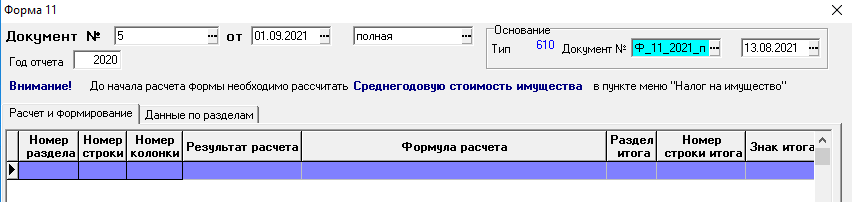 Форма 11
Основание
Документ № 5 от 01.09.2021 полная Тип 610 Документ № Ф_11_2021_п 13.08.2021
Год отчета 2020
Внимание! До начала расчета формы необходимо рассчитать Среднегодовую стоимость имущества в пункте меню "Налог на имущество"
Расчет и формирование Данные по разделам
Номер раздела Номер строки Номер колонки Результат расчета Формула расчета Раздел итога Номер строки итога Знак итога